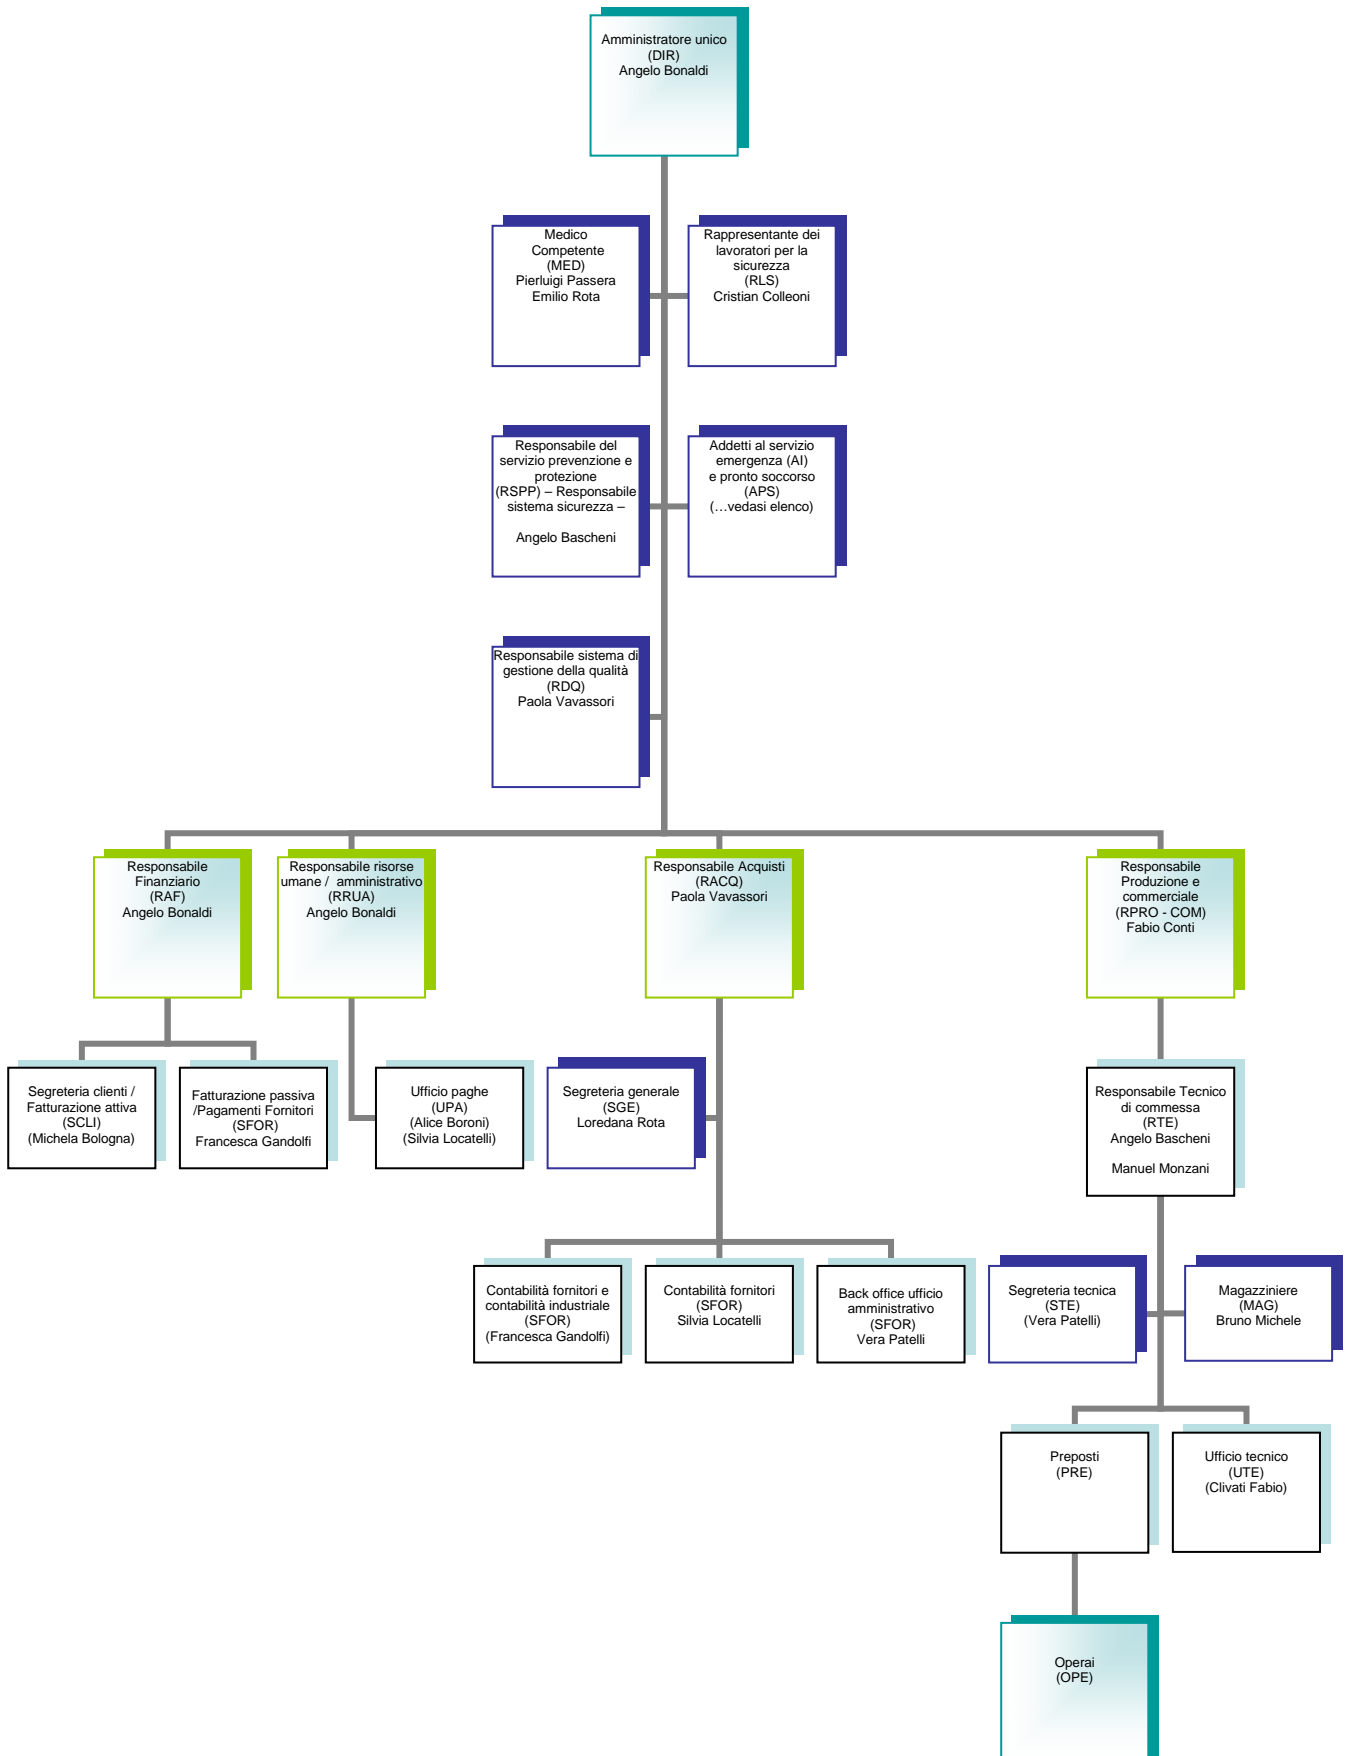 Amministratore unico
(DIR)
Angelo Bonaldi
Medico
Competente
(MED)
Pierluigi Passera
Emilio Rota
Rappresentante dei
lavoratori per la
sicurezza
(RLS)
Cristian Colleoni
Responsabile del
servizio prevenzione e
protezione
(RSPP) – Responsabile
sistema sicurezza –
Angelo Bascheni
Addetti al servizio
emergenza (AI)
e pronto soccorso
(APS)
(…vedasi elenco)
Responsabile sistema di
gestione della qualità
(RDQ)
Paola Vavassori
Responsabile
Finanziario
(RAF)
Angelo Bonaldi
Responsabile risorse
umane / amministrativo
(RRUA)
Angelo Bonaldi
Responsabile Acquisti
(RACQ)
Paola Vavassori
Responsabile
Produzione e
commerciale
(RPRO - COM)
Fabio Conti
Segreteria clienti /
Fatturazione attiva
(SCLI)
(Michela Bologna)
Fatturazione passiva
/Pagamenti Fornitori
(SFOR)
Francesca Gandolfi
Ufficio paghe
(UPA)
(Alice Boroni)
(Silvia Locatelli)
Segreteria generale
(SGE)
Loredana Rota
Responsabile Tecnico
di commessa
(RTE)
Angelo Bascheni
Manuel Monzani
Contabilità fornitori e
contabilità industriale
(SFOR)
(Francesca Gandolfi)
Contabilità fornitori
(SFOR)
Silvia Locatelli
Back office ufficio
amministrativo
(SFOR)
Vera Patelli
Segreteria tecnica
(STE)
(Vera Patelli)
Magazziniere
(MAG)
Bruno Michele
Preposti
(PRE)
Ufficio tecnico
(UTE)
(Clivati Fabio)
Operai
(OPE)